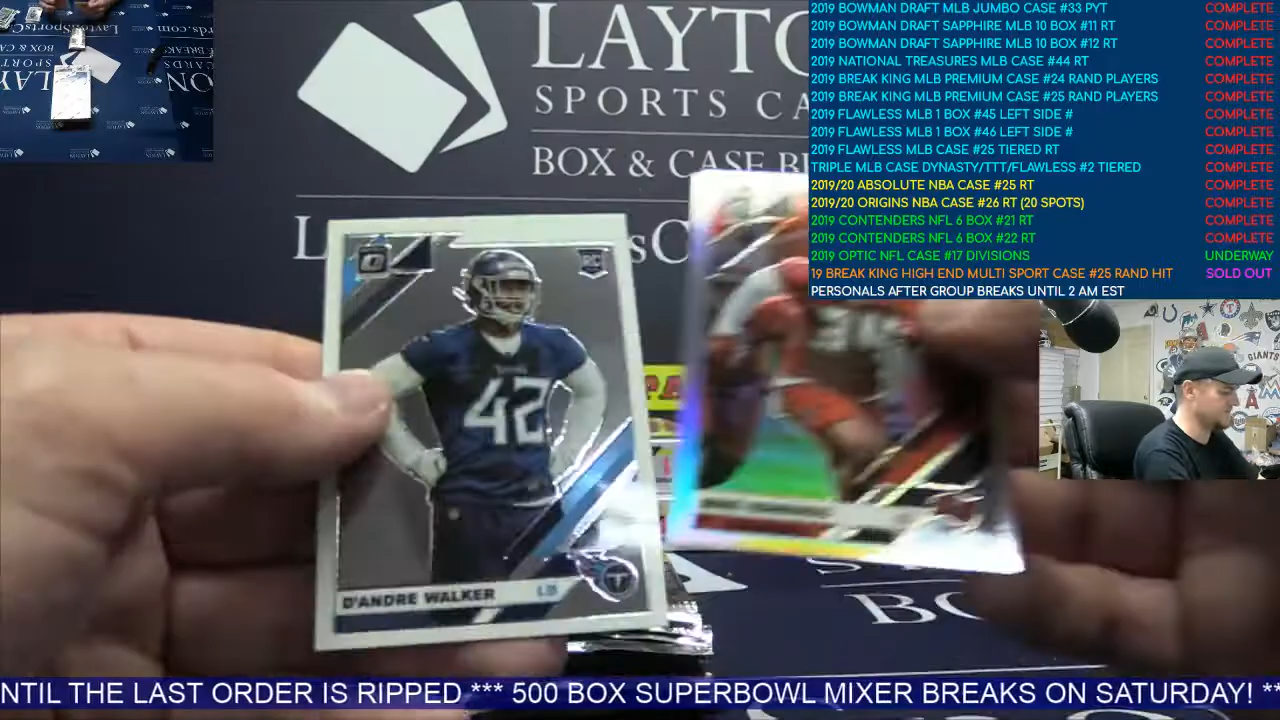 LAYTO
SPORTS CA
BOX & CASE B
2019 BOWMAN DRAFT MLB JUMBO CASE #33 PYT COMPLETE
2019 BOWMAN DRAFT SAPPHIRE MLB 10 BOX #11 RT COMPLETE
2019 BOWMAN DRAFT SAPPHIRE MLB 10 BOX #12 RT COMPLETE
2019 NATIONAL TREASURES MLB CASE #44 RT COMPLETE
2019 BREAK KING MLB PREMIUM CASE #24 RAND PLAYERS COMPLETE
2019 BREAK KING MLB PREMIUM CASE #25 RAND PLAYERS COMPLETE
2019 FLAWLESS MLB 1 BOX #45 LEFT SIDE # COMPLETE
2019 FLAWLESS MLB 1 BOX #46 LEFT SIDE # COMPLETE
2019 FLAWLESS MLB CASE #25 TIERED RT COMPLETE
TRIPLE MLB CASE DYNASTY/TTT/FLAWLESS #2 TIERED COMPLETE
2019/20 ABSOLUTE NBA CASE #25 RT COMPLETE
2019/20 ORIGINS NBA CASE #26 RT (20 SPOTS) COMPLETE
2019 CONTENDERS NFL 6 BOX #21 RT COMPLETE
2019 CONTENDERS NFL 6 BOX #22 RT COMPLETE
2019 OPTIC NFL CASE #17 DIVISIONS UNDERWAY
19 BREAK KING HIGH END MULTI SPORT CASE #25 RAND HIT SOLD OUT
PERSONALS AFTER GROUP BREAKS UNTIL 2 AM EST
RC
42
D'ANDRE WALKER LB
GIANTS
NTIL THE LAST ORDER IS RIPPED *** 500 BOX SUPERBOWL MIXER BREAKS ON SATURDAY! **